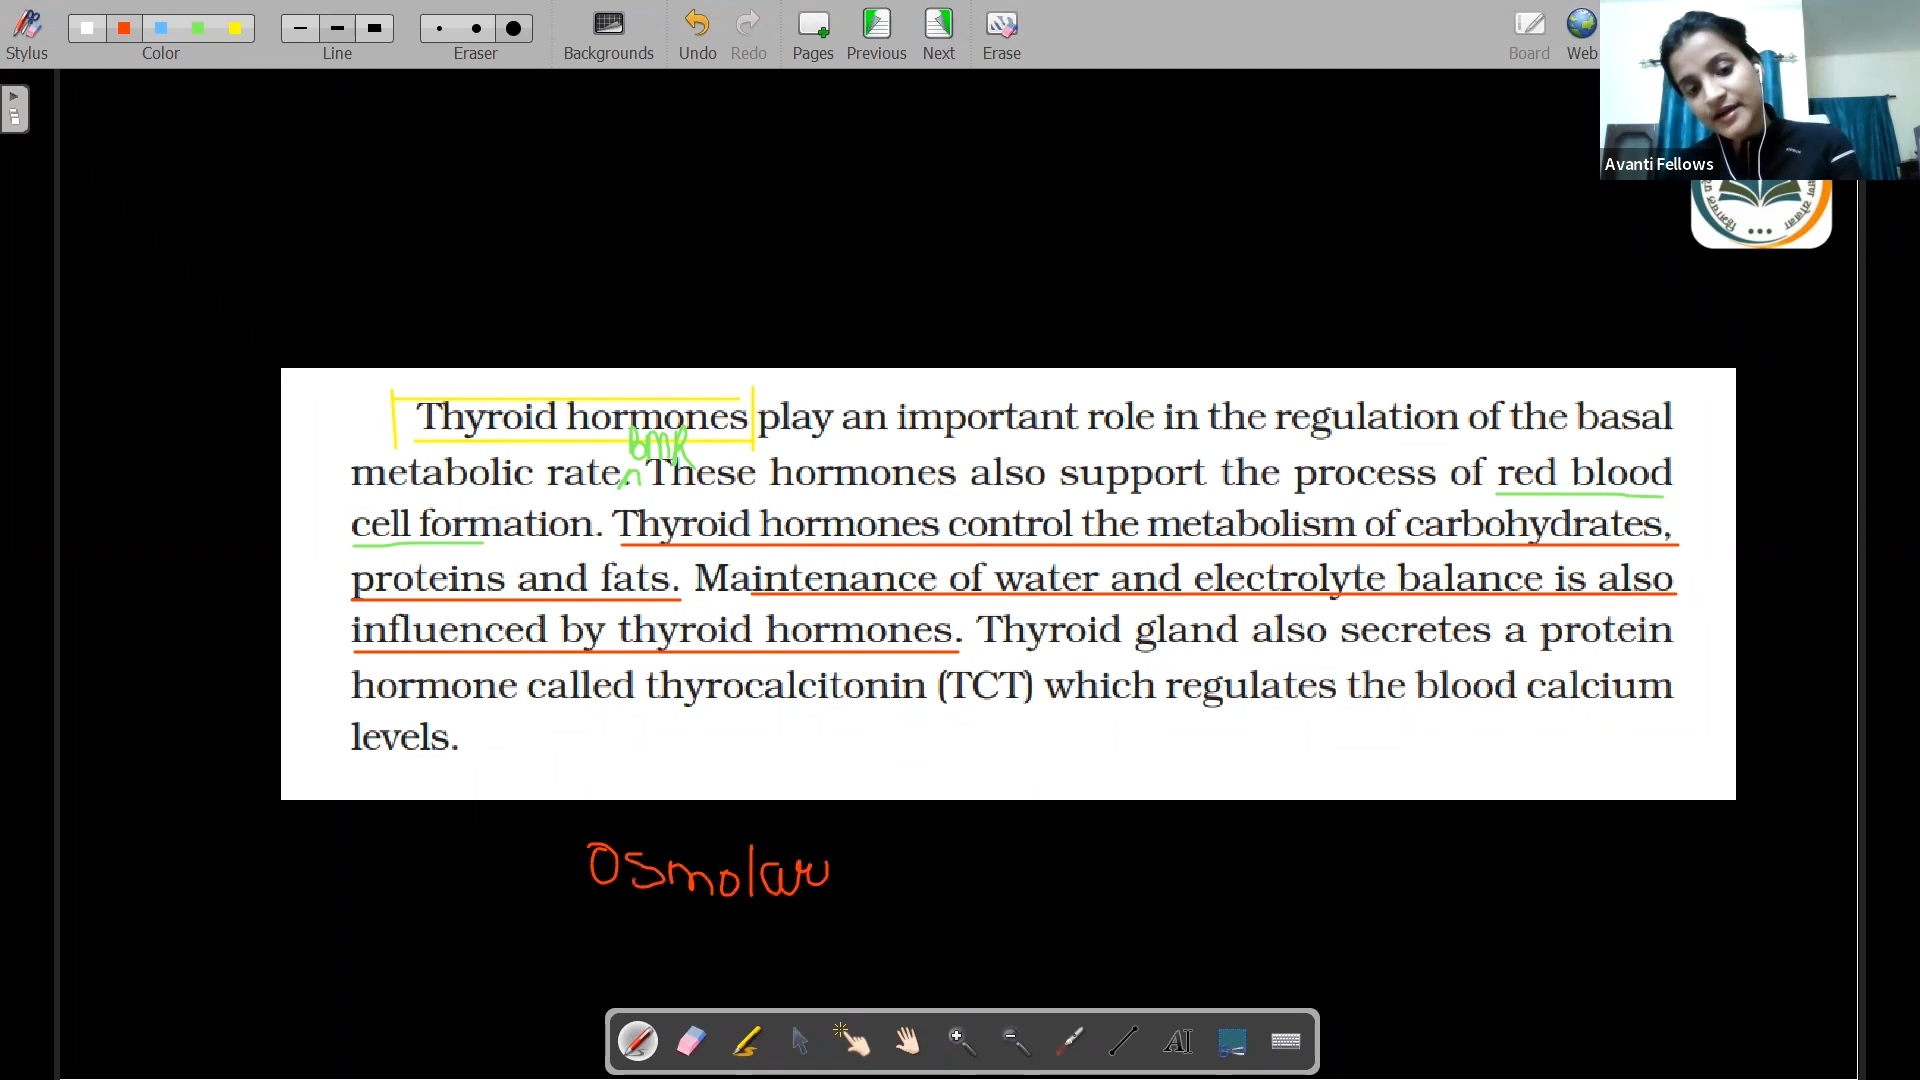 Stylus Color Line Eraser Backgrounds Undo Redo Pages Previous Next Erase Board Web
Avanti Fellows
Thyroid hormones play an important role in the regulation of the basal
BMR
metabolic rate. These hormones also support the process of red blood
cell formation. Thyroid hormones control the metabolism of carbohydrates,
proteins and fats. Maintenance of water and electrolyte balance is also
influenced by thyroid hormones. Thyroid gland also secretes a protein
hormone called thyrocalcitonin (TCT) which regulates the blood calcium
levels.
Osmolar
AI